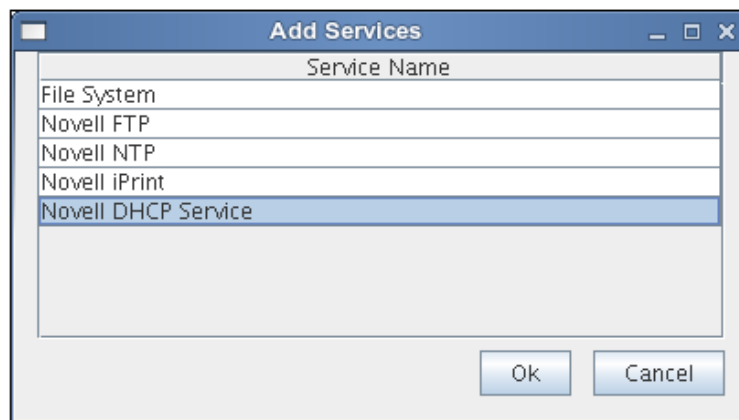 Add Services
Service Name
File System
Novell FTP
Novell NTP
Novell iPrint
Novell DHCP Service
Ok Cancel